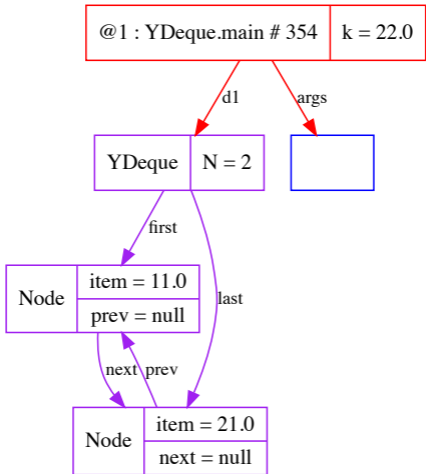 @1 : YDeque.main # 354 k = 22.0
d1 args
YDeque N = 2
first
last
Node item = 11.0
prev = null
next prev
Node item = 21.0
next = null